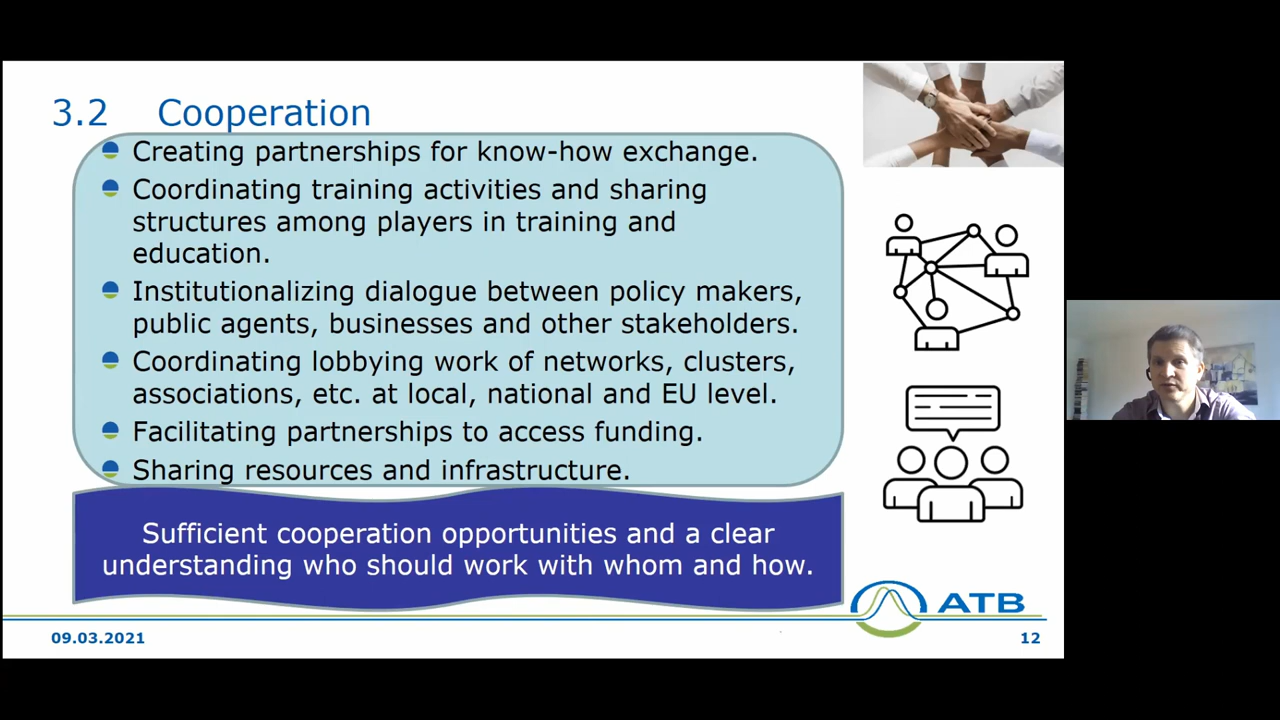 3.2 Cooperation
Creating partnerships for know-how exchange.
Coordinating training activities and sharing
structures among players in training and
education.
Institutionalizing dialogue between policy makers,
public agents, businesses and other stakeholders.
Coordinating lobbying work of networks, clusters,
associations, etc. at local, national and EU level.
Facilitating partnerships to access funding.
Sharing resources and infrastructure.
Sufficient cooperation opportunities and a clear
understanding who should work with whom and how.
ATB
09.03.2021
12